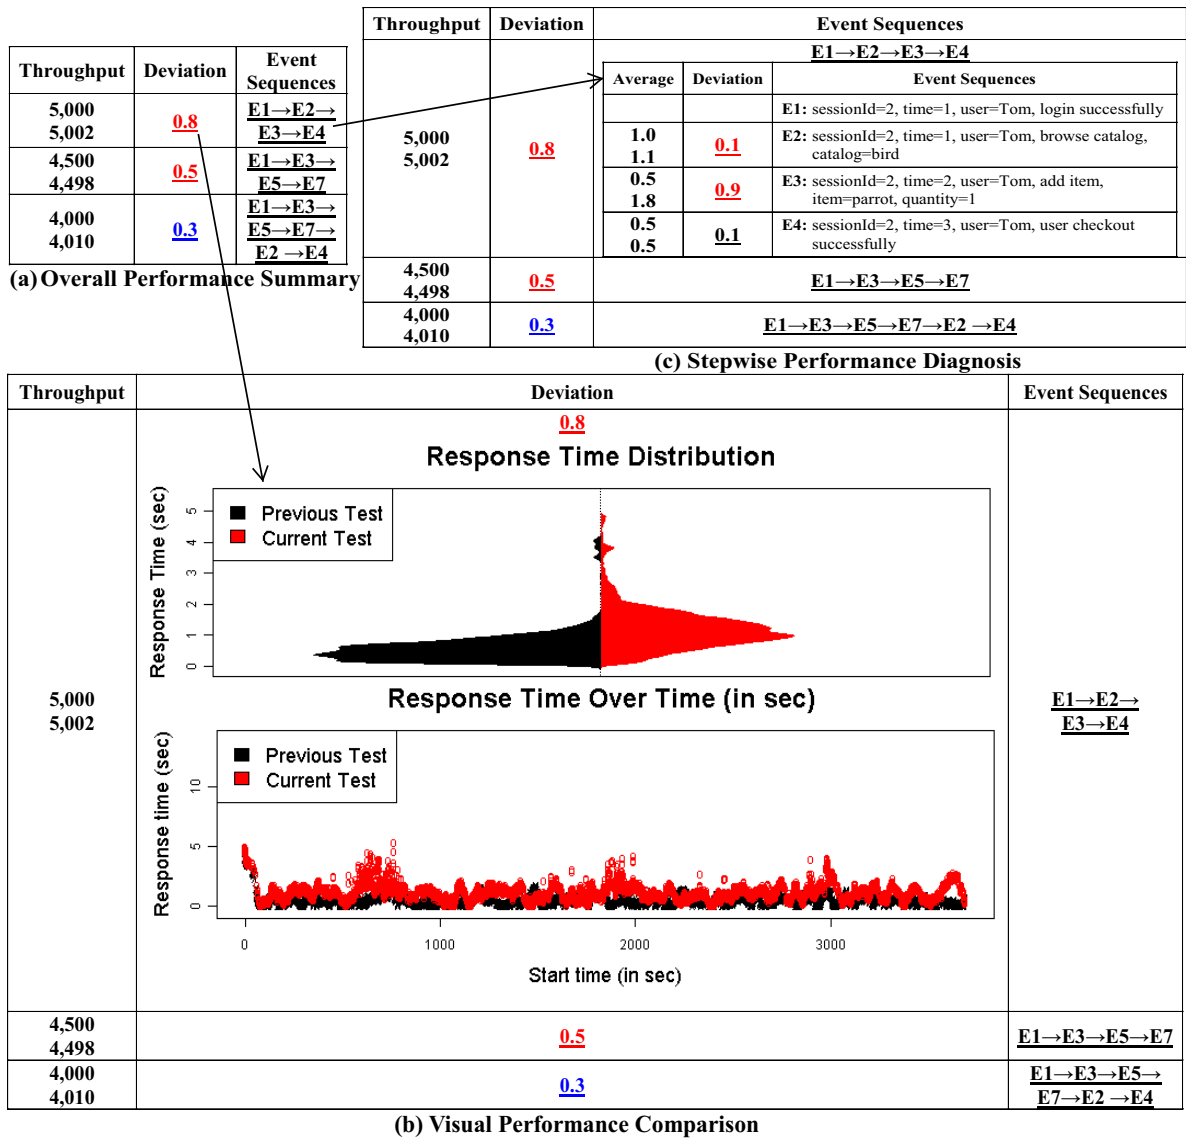 Throughput Deviation Event Sequences
5,000
5,002
0.8
E1→E2→
E3→E4
4,500
4,498
0.5
E1→E3→
E5→E7
4,000
4,010
0.3
E1→E3→
E5→E7→
E2 →E4
(a) Overall Performance Summary
Throughput Deviation Event Sequences
5,000
5,002
0.8
E1→E2→E3→E4
Average Deviation Event Sequences
E1: sessionId=2, time=1, user=Tom, login successfully
1.0
1.1
0.1
E2: sessionId=2, time=1, user=Tom, browse catalog,
catalog=bird
0.5
1.8
0.9
E3: sessionId=2, time=2, user=Tom, add item,
item=parrot, quantity=1
0.5
0.5
0.1
E4: sessionId=2, time=3, user=Tom, user checkout
successfully
4,500
4,498
0.5
E1→E3→E5→E7
4,000
4,010
0.3
E1→E3→E5→E7→E2 →E4
(c) Stepwise Performance Diagnosis
Throughput Deviation Event Sequences
5,000
5,002
0.8
Response Time Distribution
Response Time (sec)
5
4
3
2
1
0
Previous Test
Current Test
Response Time Over Time (in sec)
Response time (sec)
10
5
0
Previous Test
Current Test
0 1000 2000 3000
Start time (in sec)
E1→E2→
E3→E4
4,500
4,498
0.5
E1→E3→E5→E7
4,000
4,010
0.3
E1→E3→E5→
E7→E2 →E4
(b) Visual Performance Comparison